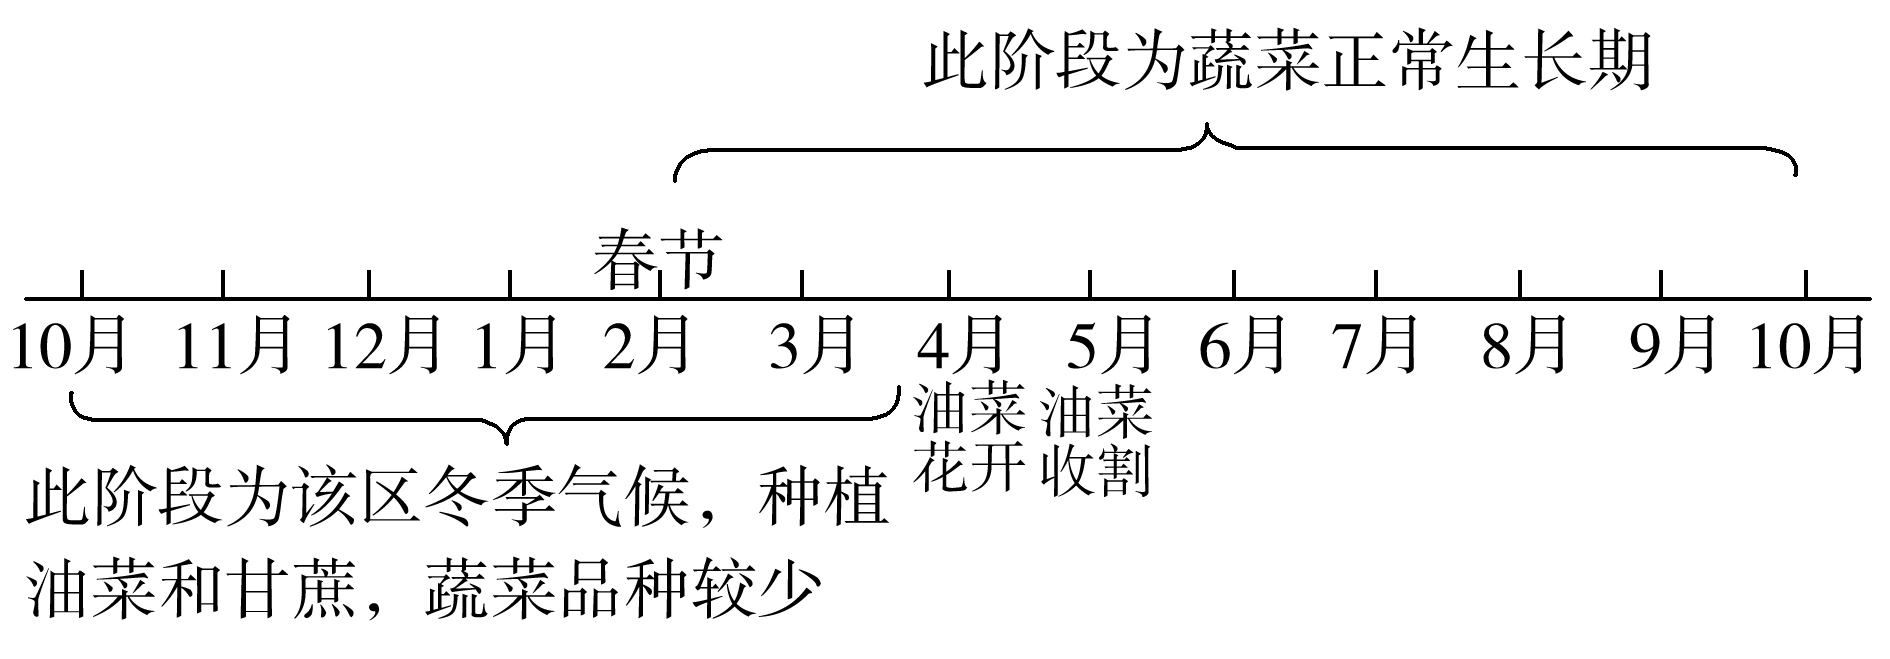 此阶段为蔬菜正常生长期
春节
10月 11月 12月 1月 2月 3月 4月 5月 6月 7月 8月 9月 10月
油菜花开
油菜收割
此阶段为该区冬季气候，种植
油菜和甘蔗，蔬菜品种较少